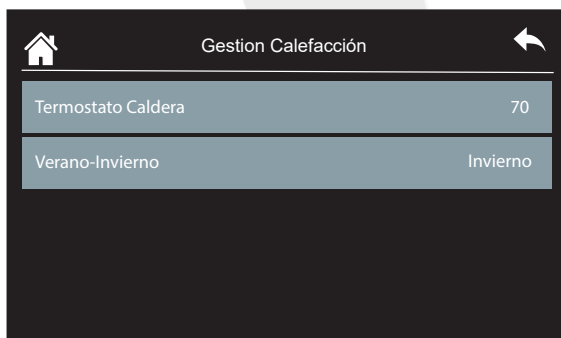 Gestion Calefacción
Termostato Caldera 70
Verano-Invierno Invierno